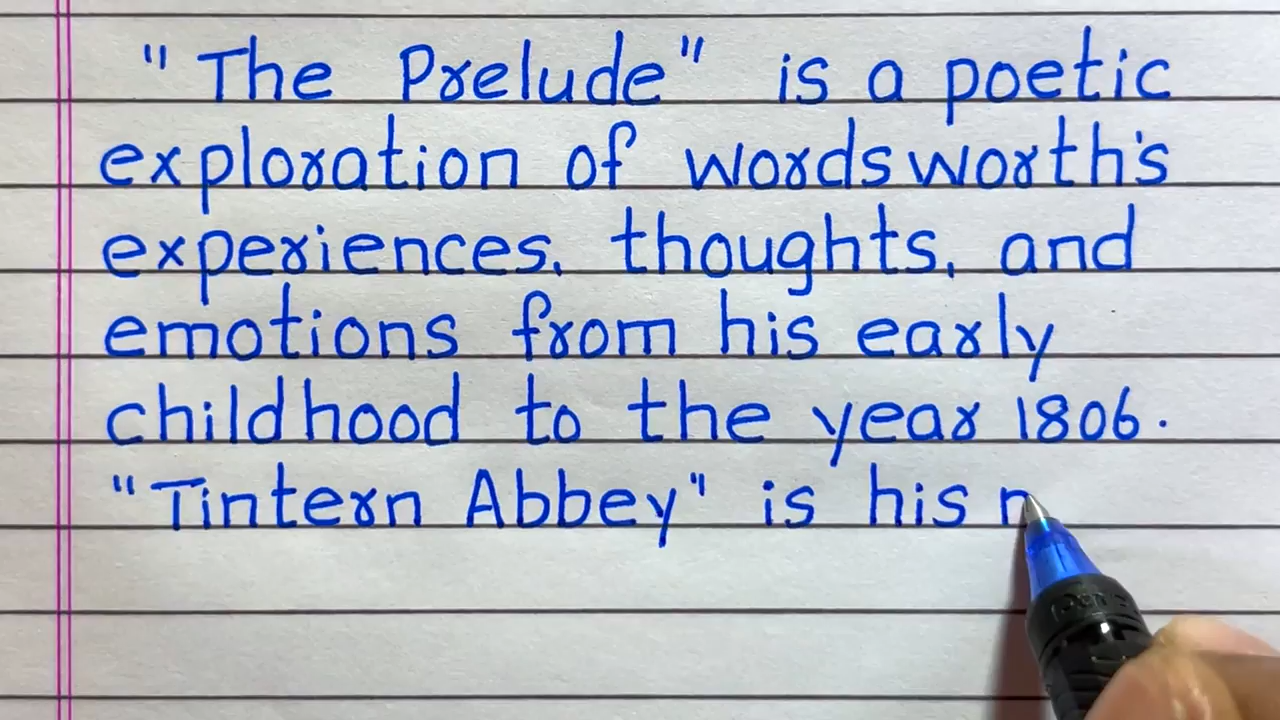 "The Prelude" is a poetic
exploration of wordsworth's
experiences, thoughts, and
emotions from his early
childhood to the year 1806.
"Tintern Abbey" is his